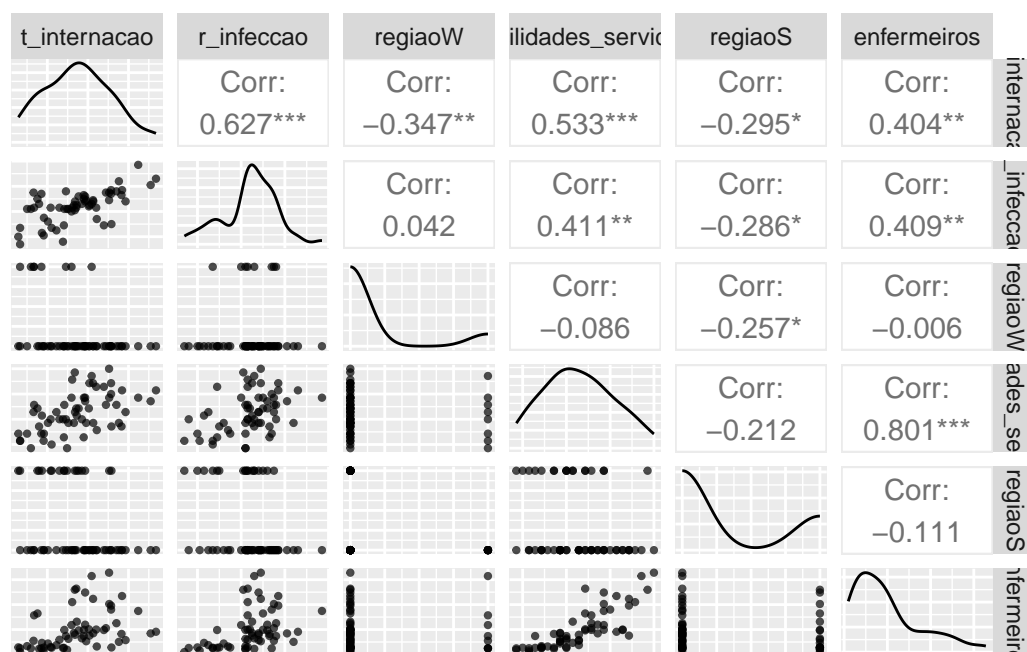 t_internacao r_infeccao regiaoW ilidades_servic regiaoS enfermeiros
Corr: Corr: Corr: Corr: Corr:
0.627*** −0.347** 0.533*** −0.295* 0.404**
internaca
Corr: Corr: Corr: Corr:
0.042 0.411** −0.286* 0.409**
_infeccao
Corr: Corr: Corr:
−0.086 −0.257* −0.006
regiaoW
Corr: Corr:
−0.212 0.801***
ades_se
Corr:
−0.111
regiaoS
nfermeiro